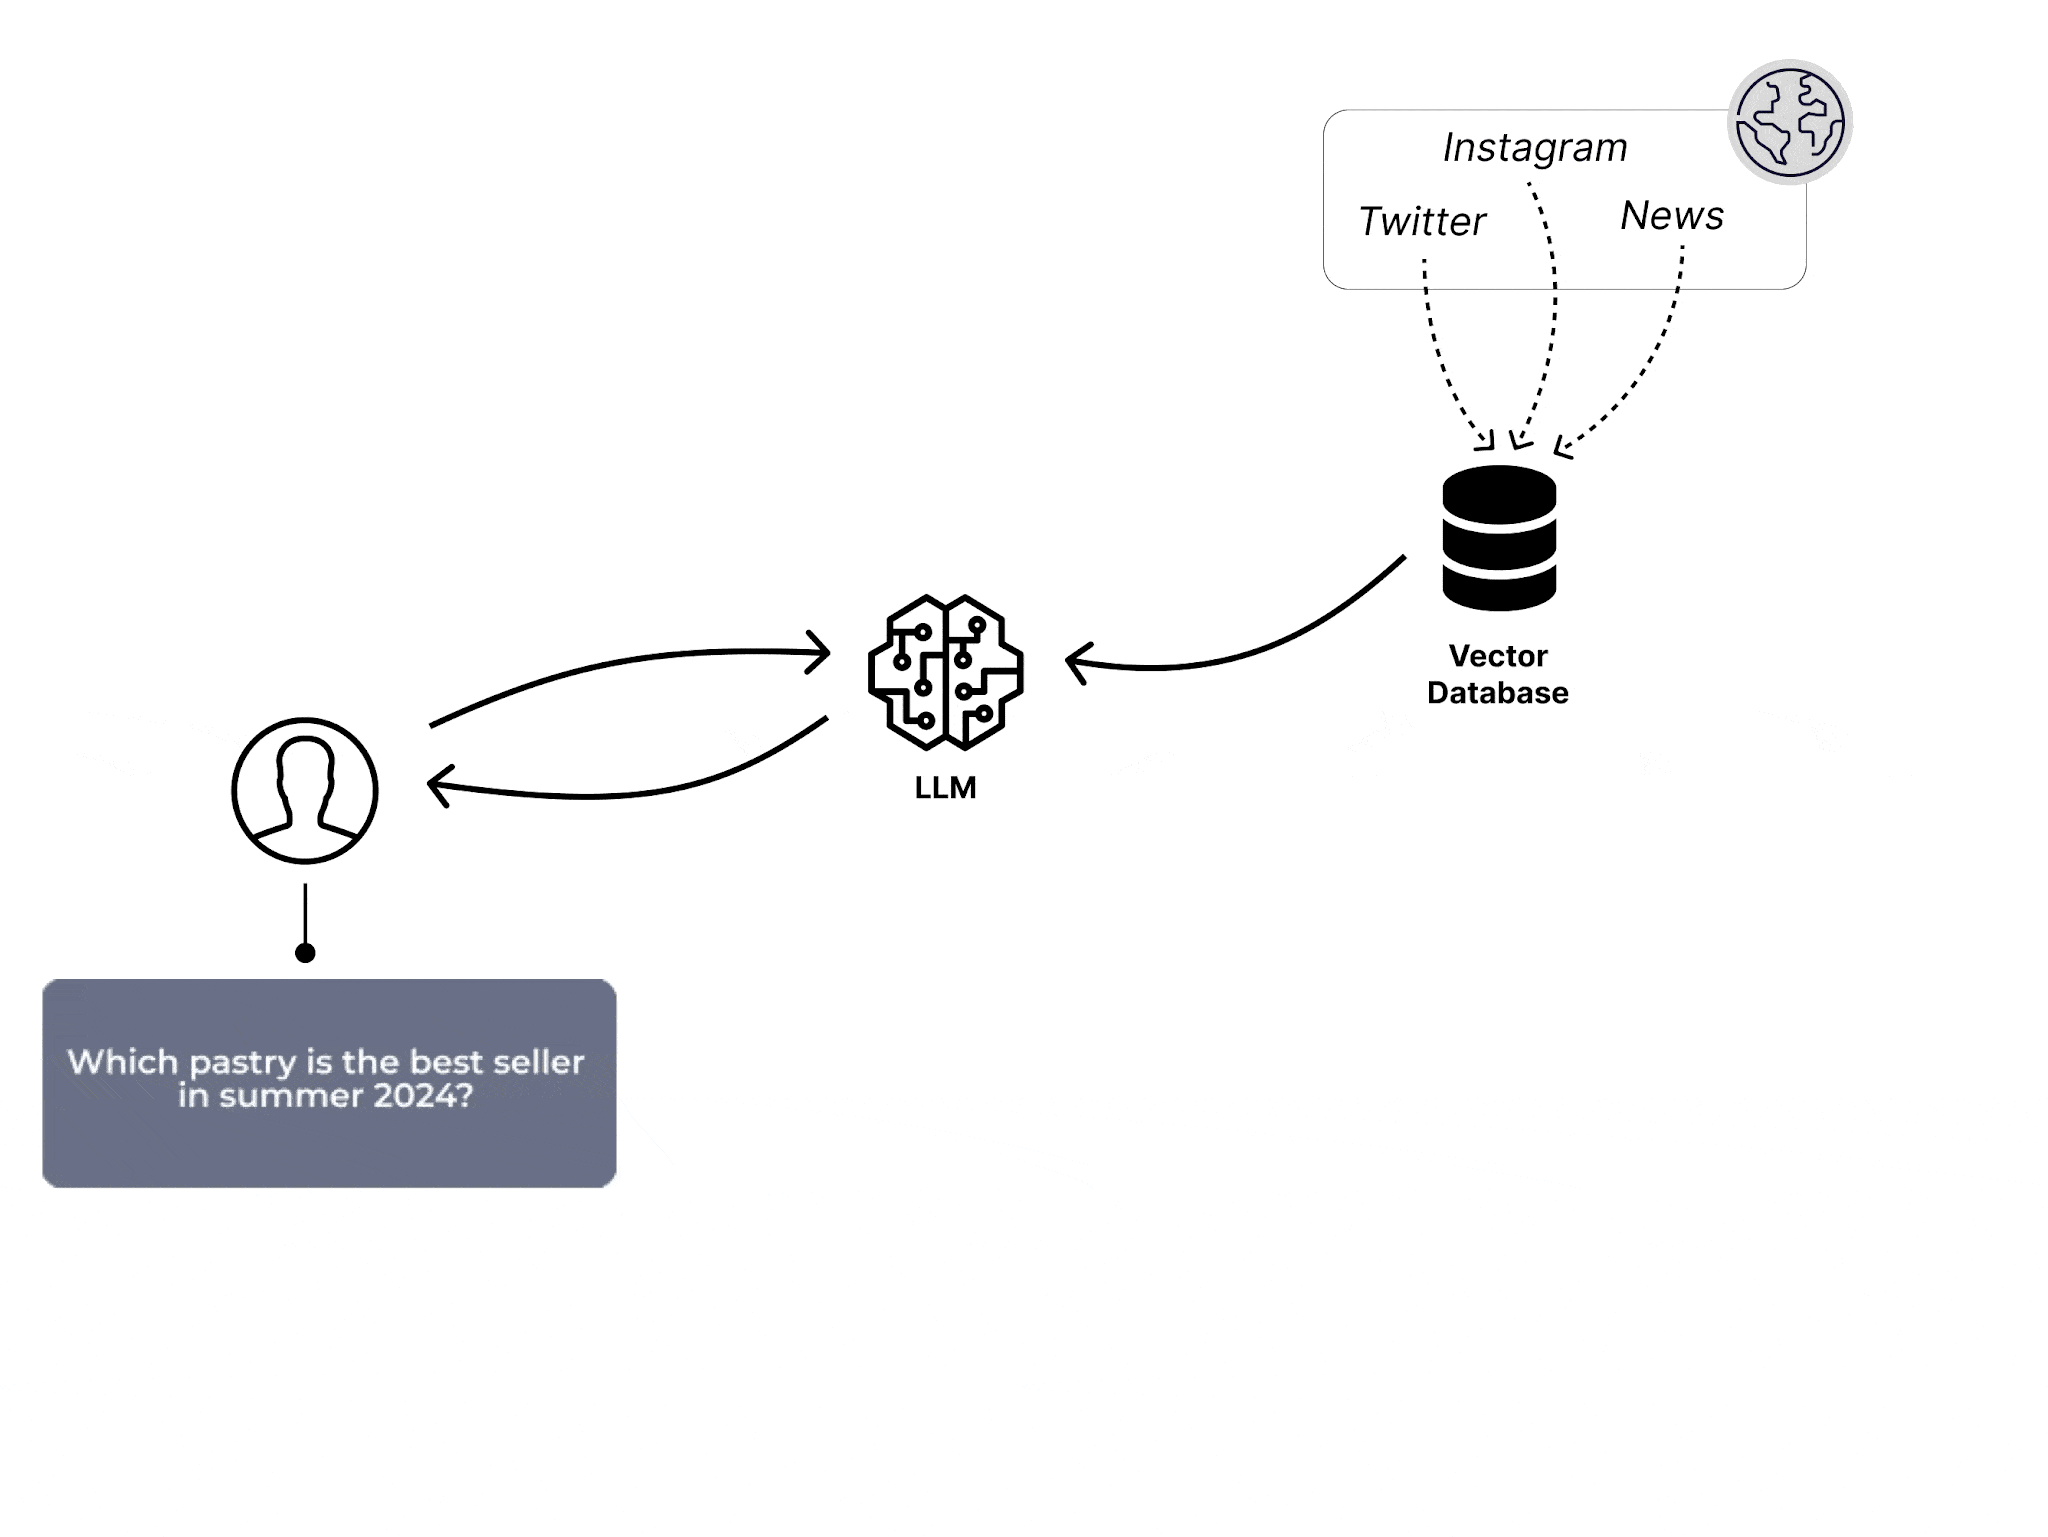 Instagram
Twitter
News
Vector
Database
LLM
Which pastry is the best seller
in summer 2024?